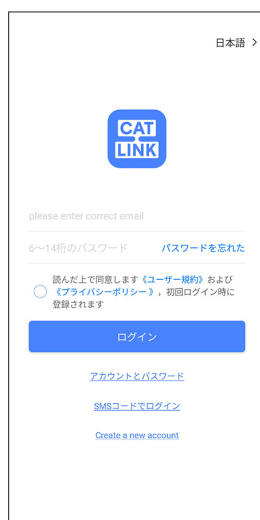 日本語 >
CAT
LINK
please enter correct email
6〜14桁のパスワード パスワードを忘れた
読んだ上で同意します《ユーザー規約》および
《プライバシーポリシー 》，初回ログイン時に
登録されます
ログイン
アカウントとパスワード
SMSコードでログイン
Create a new account